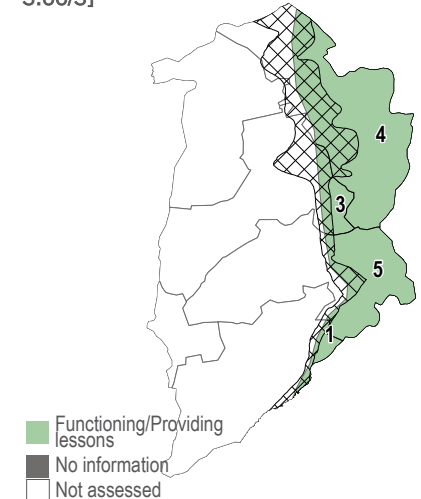 4
3
5
1
Functioning/Providing
lessons
No information
Not assessed